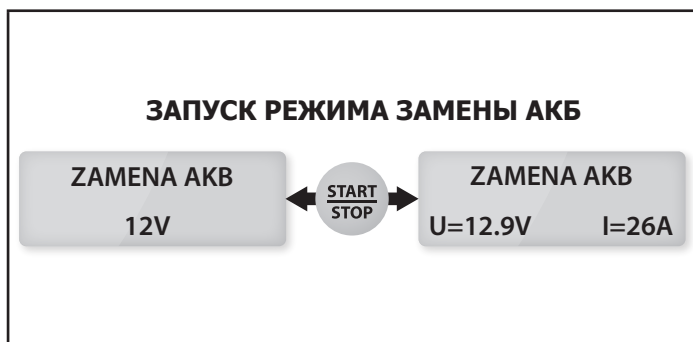 ЗАПУСК РЕЖИМА ЗАМЕНЫ АКБ
ZAMENA AKB
12V
START
STOP
ZAMENA AKB
U=12.9V I=26A